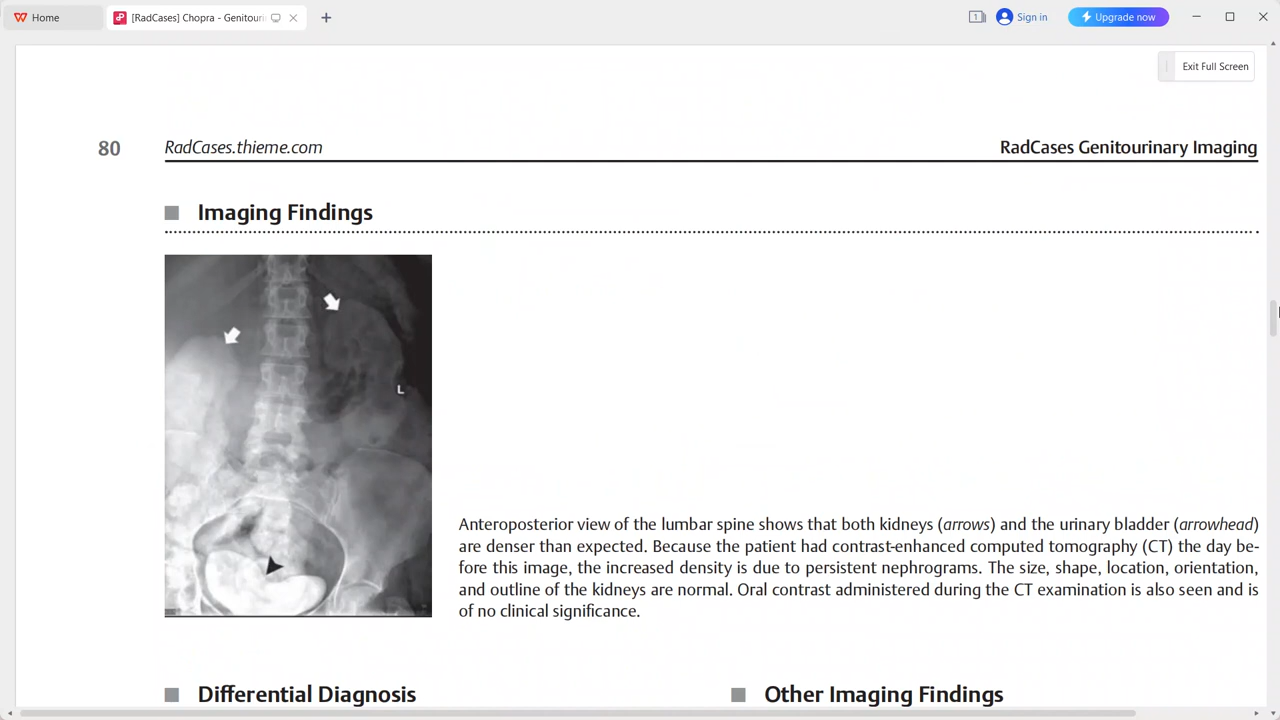 Home
[RadCases] Chopra - Genitouri
Sign in
Upgrade now
Exit Full Screen
80
RadCases.thieme.com
RadCases Genitourinary Imaging
Imaging Findings
L
Anteroposterior view of the lumbar spine shows that both kidneys (arrows) and the urinary bladder (arrowhead)
are denser than expected. Because the patient had contrast-enhanced computed tomography (CT) the day be-
fore this image, the increased density is due to persistent nephrograms. The size, shape, location, orientation,
and outline of the kidneys are normal. Oral contrast administered during the CT examination is also seen and is
of no clinical significance.
Differential Diagnosis
Other Imaging Findings